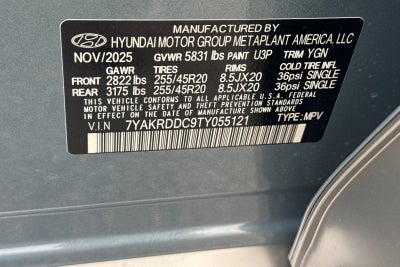 MANUFACTURED BY
HYUNDAI MOTOR GROUP METAPLANT AMERICA, LLC
NOV/2025 GVWR 5831 lbs PAINT U3P TRIM YGN
GAWR TIRES RIMS COLD TIRE INFL
FRONT 2822 lbs 255/45R20 8.5JX20 36psi SINGLE
REAR 3175 lbs 255/45R20 8.5JX20 36psi SINGLE
THIS VEHICLE CONFORMS TO ALL APPLICABLE FEDERAL MOTOR
VEHICLE SAFETY AND THEFT PREVENTION STANDARDS
IN EFFECT ON THE DATE OF MANUFACTURE SHOWN ABOVE
V.I.N 7YAKRDDC9TY055121 TYPE:MPV